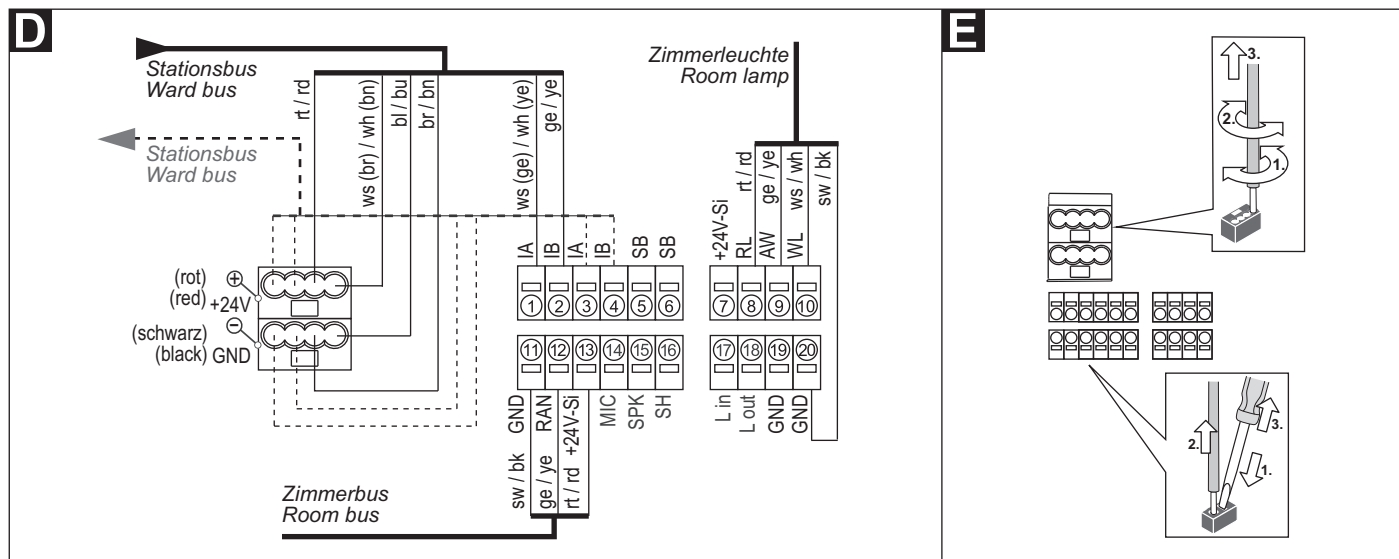 D
Stationsbus
Ward bus
Stationsbus
Ward bus
rt / rd
ws (br) / wh (bn)
bl / bu
br / bn
ws (ge) / wh (ye)
ge / ye
Zimmerleuchte
Room lamp
rt / rd
ge / ye
ws / wh
sw / bk
IA
IB
IA
IB
SB
SB
+24V-Si
RL
AW
WL
(rot)
(red)
+
+24V
(schwarz)
(black)
−
GND
1 2 3 4 5 6
7 8 9 10
11 12 13 14 15 16
17 18 19 20
GND
RAN
+24V-Si
MIC
SPK
SH
L in
L out
GND
GND
sw / bk
ge / ye
rt / rd
Zimmerbus
Room bus
E
3.
2.
1.
2.
3.
1.